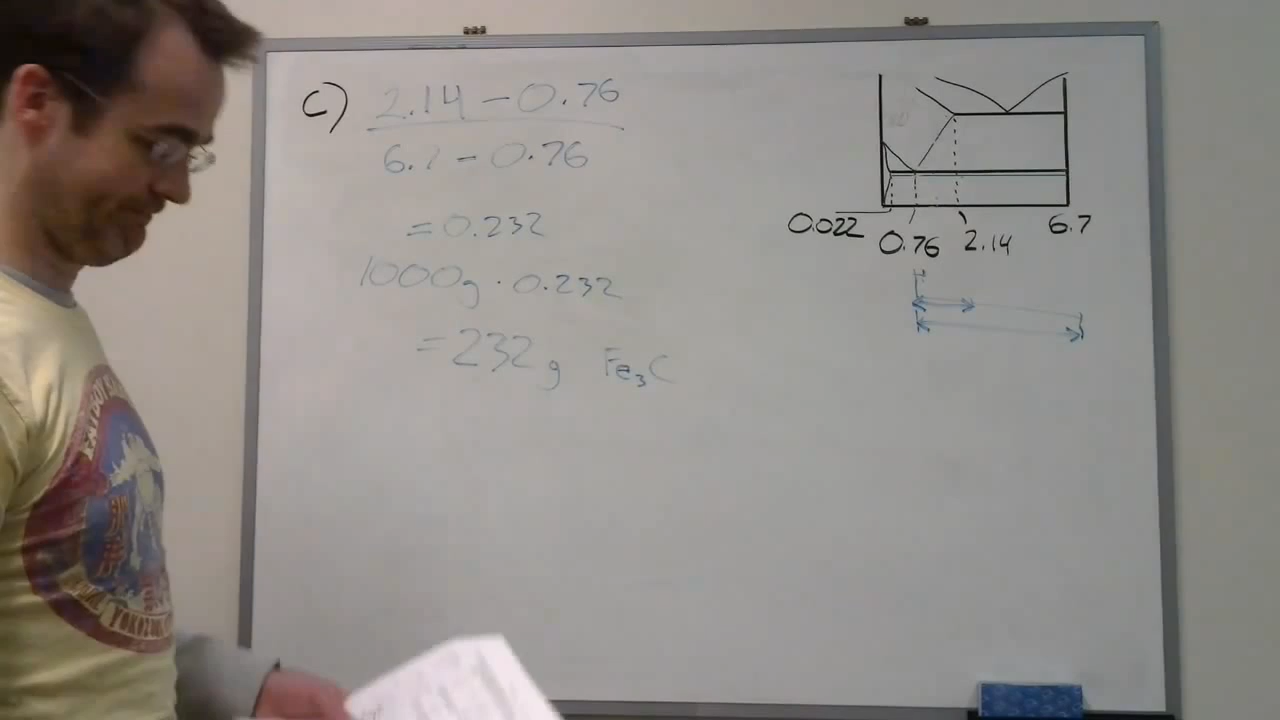 C) 2.14 - 0.76
6.7 - 0.76
= 0.232
1000g · 0.232
= 232g Fe₃C
0.022
0.76
2.14
6.7